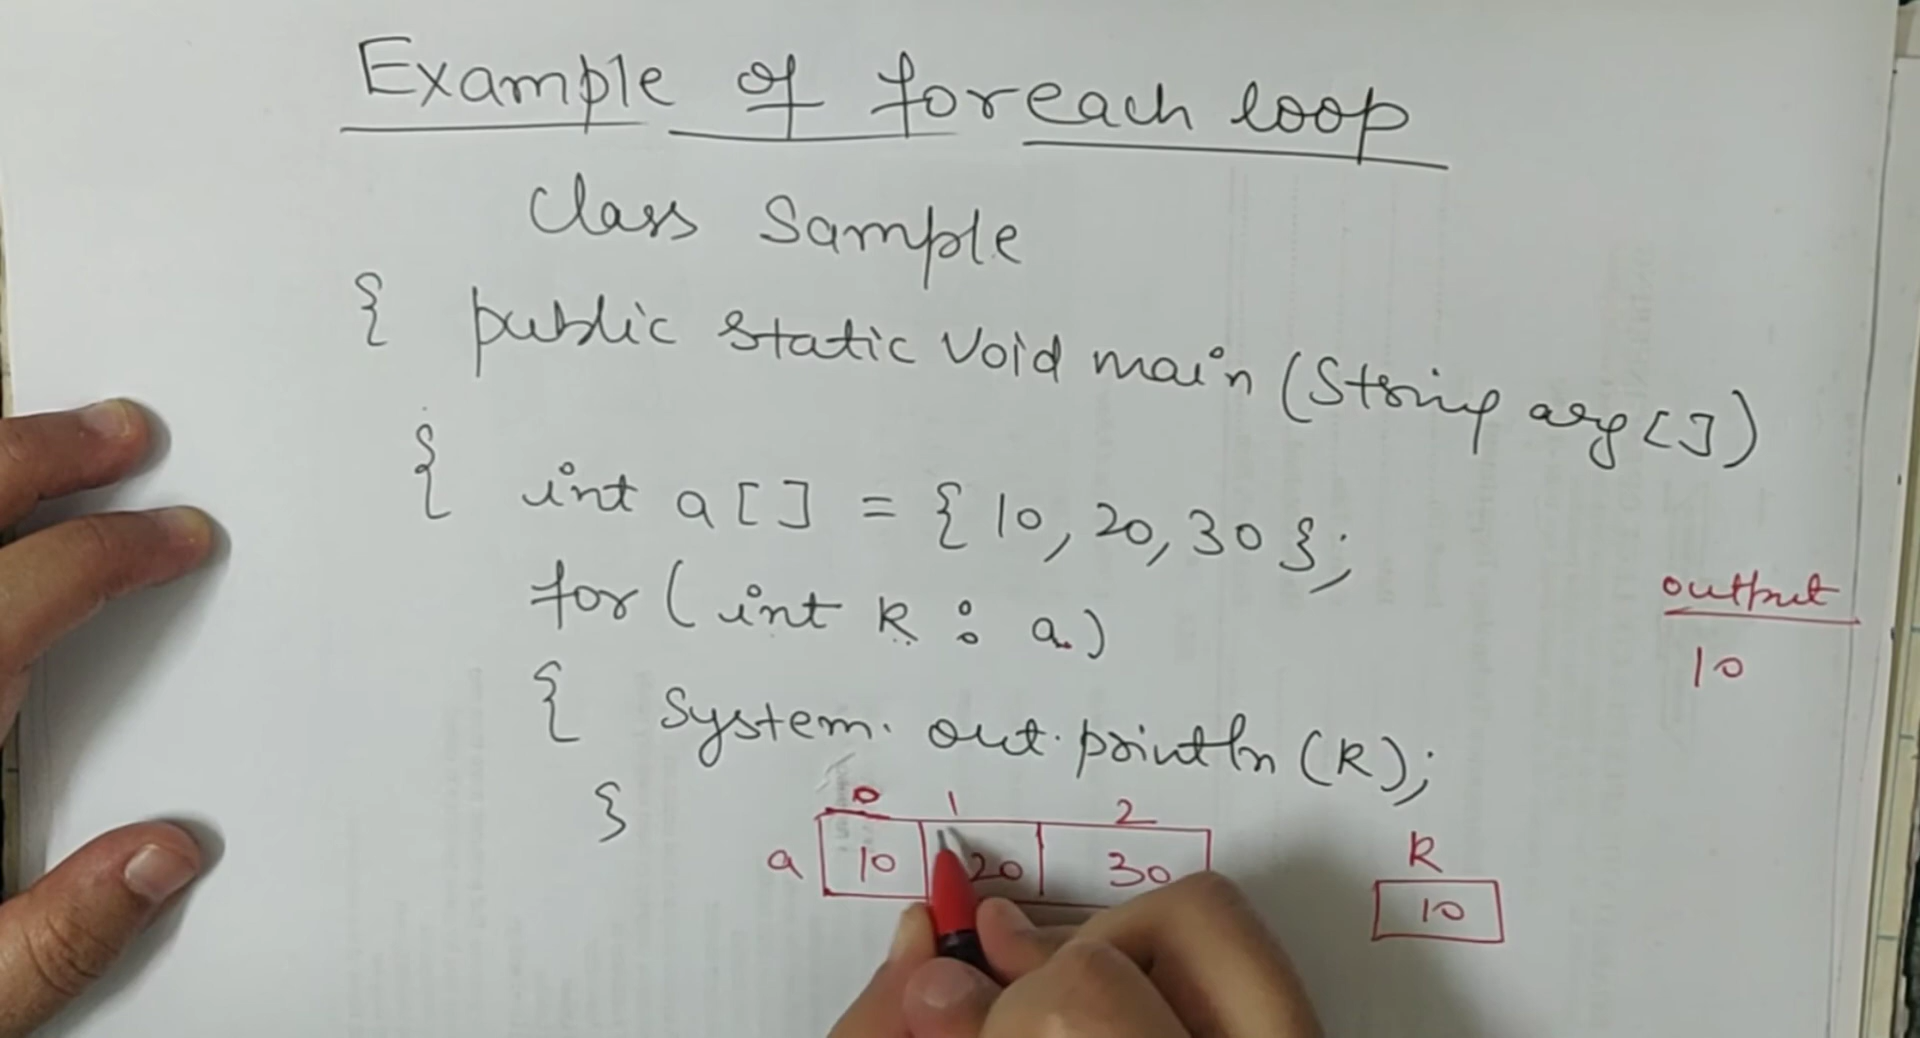 Example of foreach loop
Class Sample
{ public static void main (String arg[])
{ int a[] = {10, 20, 30};
for (int k : a)
{ System.out.println(k);
}
output
10
0 1 2
a 10 20 30
k
10